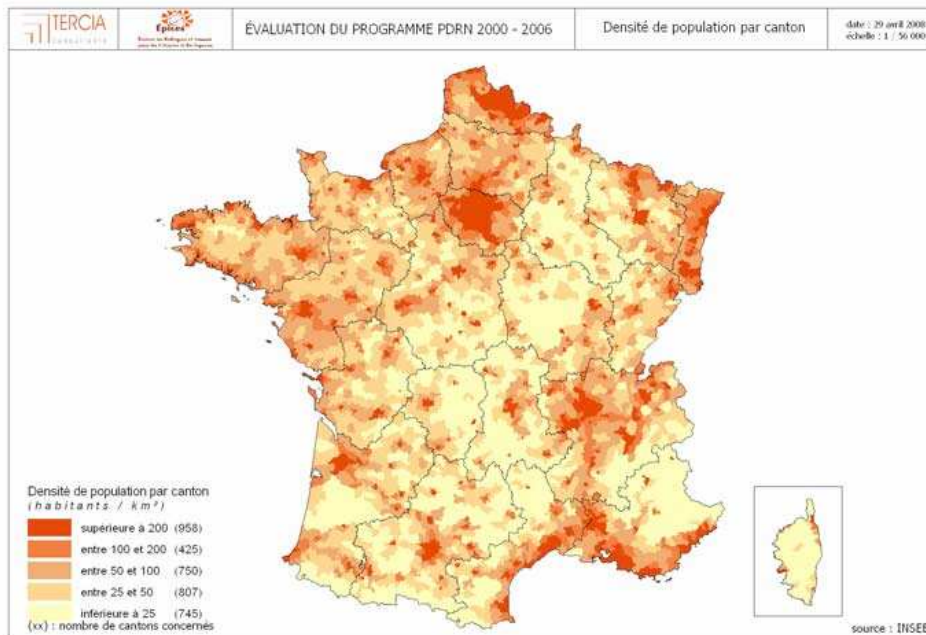 TERCIA
CONSULTANTS
Épices
ÉVALUATION DU PROGRAMME PDRN 2000 - 2006
Densité de population par canton
date : 29 avril 2008
échelle : 1 / 56 000
Densité de population par canton
(habitants / km²)
supérieure à 200 (958)
entre 100 et 200 (425)
entre 50 et 100 (750)
entre 25 et 50 (807)
inférieure à 25 (745)
(xx) : nombre de cantons concernés
source : INSEE